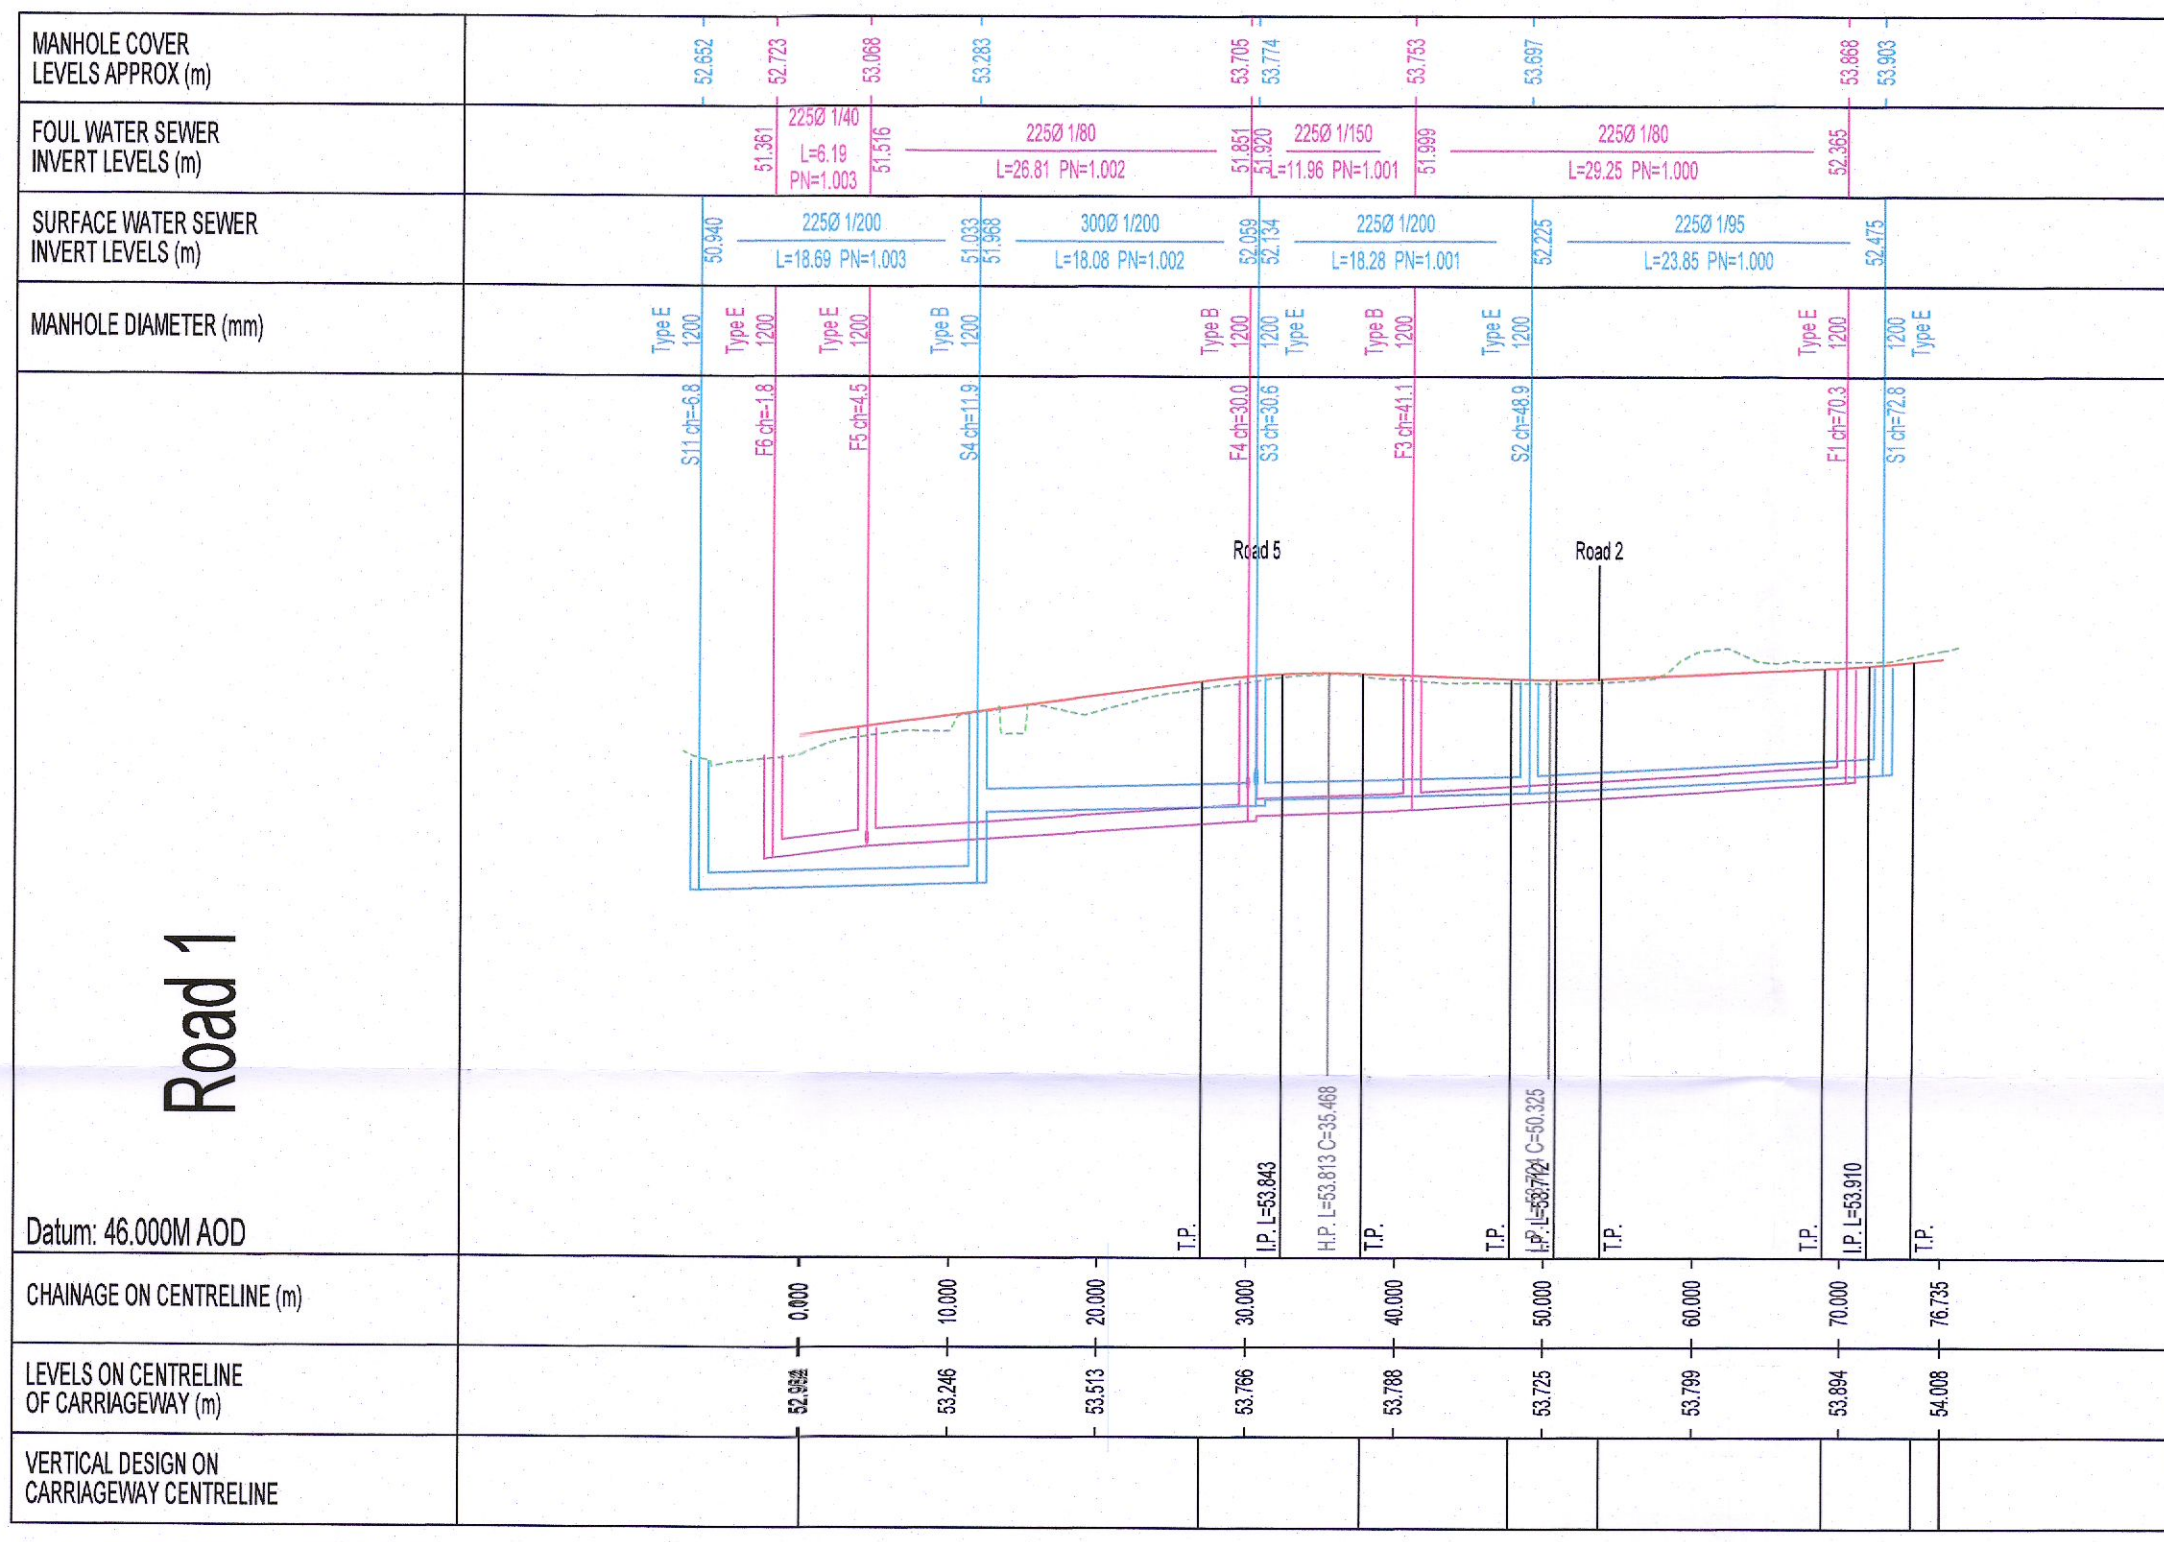 MANHOLE COVER
LEVELS APPROX (m)
52.652
52.723
53.068
53.283
53.705
53.774
53.753
53.697
53.868
53.903
FOUL WATER SEWER
INVERT LEVELS (m)
51.361
225Ø 1/40
L=6.19
PN=1.003
51.516
225Ø 1/80
L=26.81 PN=1.002
51.851
51.920
225Ø 1/150
L=11.96 PN=1.001
51.999
225Ø 1/80
L=29.25 PN=1.000
52.365
SURFACE WATER SEWER
INVERT LEVELS (m)
50.940
225Ø 1/200
L=18.69 PN=1.003
51.033
51.968
300Ø 1/200
L=18.08 PN=1.002
52.059
52.134
225Ø 1/200
L=18.28 PN=1.001
52.225
225Ø 1/95
L=23.85 PN=1.000
52.475
MANHOLE DIAMETER (mm)
Type E
1200
Type E
1200
Type E
1200
Type B
1200
Type B
1200
1200
Type E
Type B
1200
Type E
1200
Type E
1200
1200
Type E
S11 ch=-6.8
F6 ch=-1.8
F5 ch=4.5
S4 ch=11.9
F4 ch=30.0
S3 ch=30.6
F3 ch=41.1
S2 ch=48.9
F1 ch=70.3
S1 ch=72.8
Road 5
Road 2
Road 1
T.P.
I.P. L=53.843
H.P. L=53.813 C=35.468
T.P.
T.P.
C=50.325
T.P.
T.P.
I.P. L=53.910
T.P.
Datum: 46.000M AOD
CHAINAGE ON CENTRELINE (m)
0.000
10.000
20.000
30.000
40.000
50.000
60.000
70.000
76.735
LEVELS ON CENTRELINE
OF CARRIAGEWAY (m)
53.246
53.513
53.766
53.788
53.725
53.799
53.894
54.008
VERTICAL DESIGN ON
CARRIAGEWAY CENTRELINE